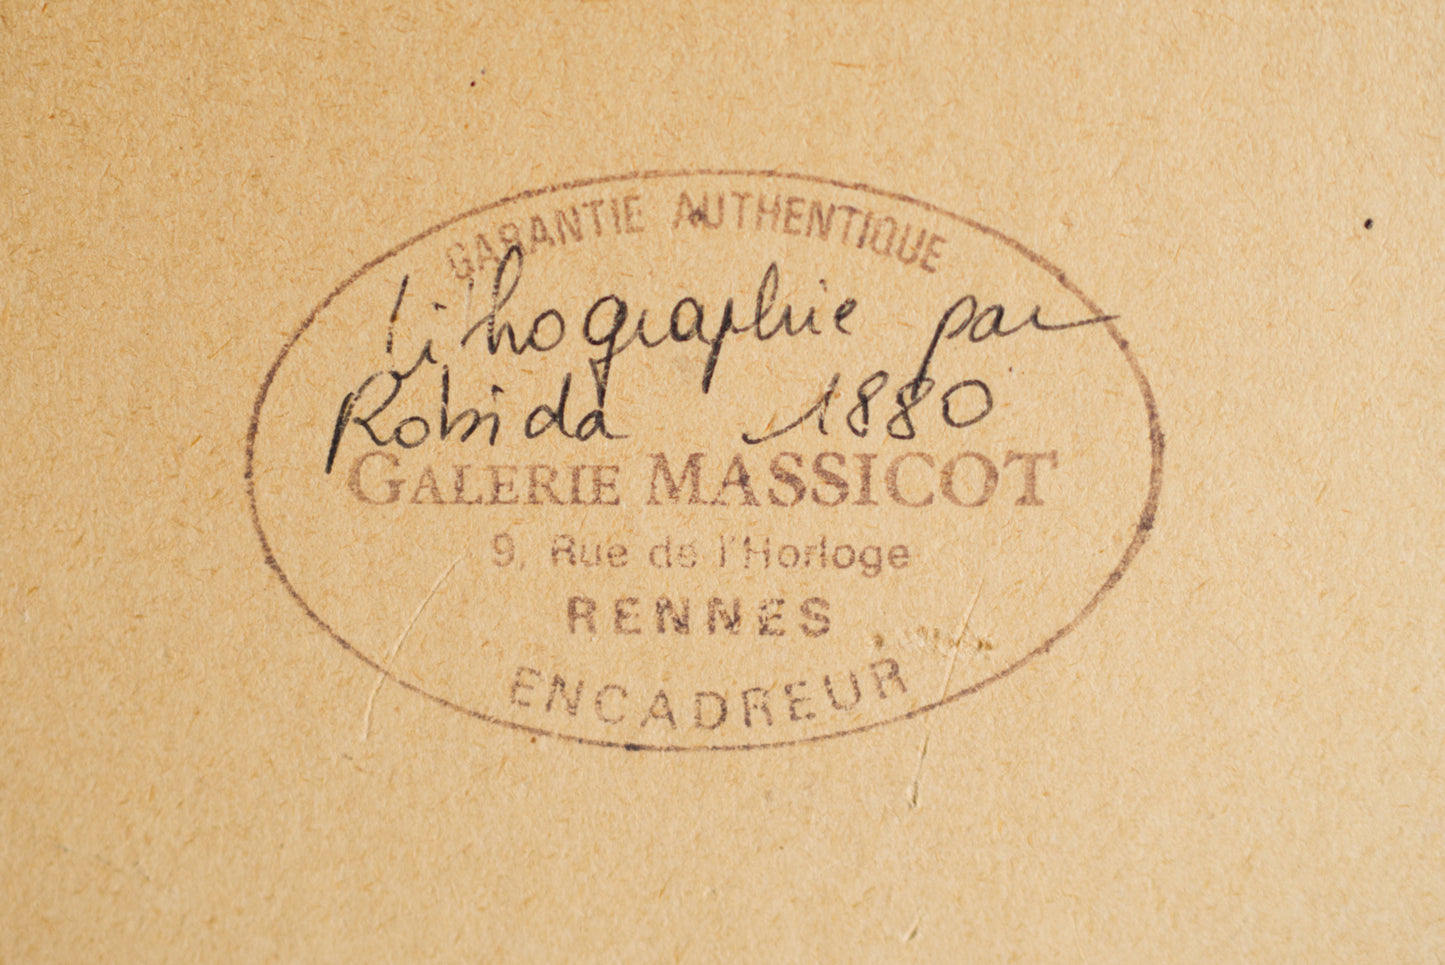 GARANTIE AUTHENTIQUE
Lithographie par
Robida 1880
GALERIE MASSICOT
9, Rue de l'Horloge
RENNES
ENCADREUR